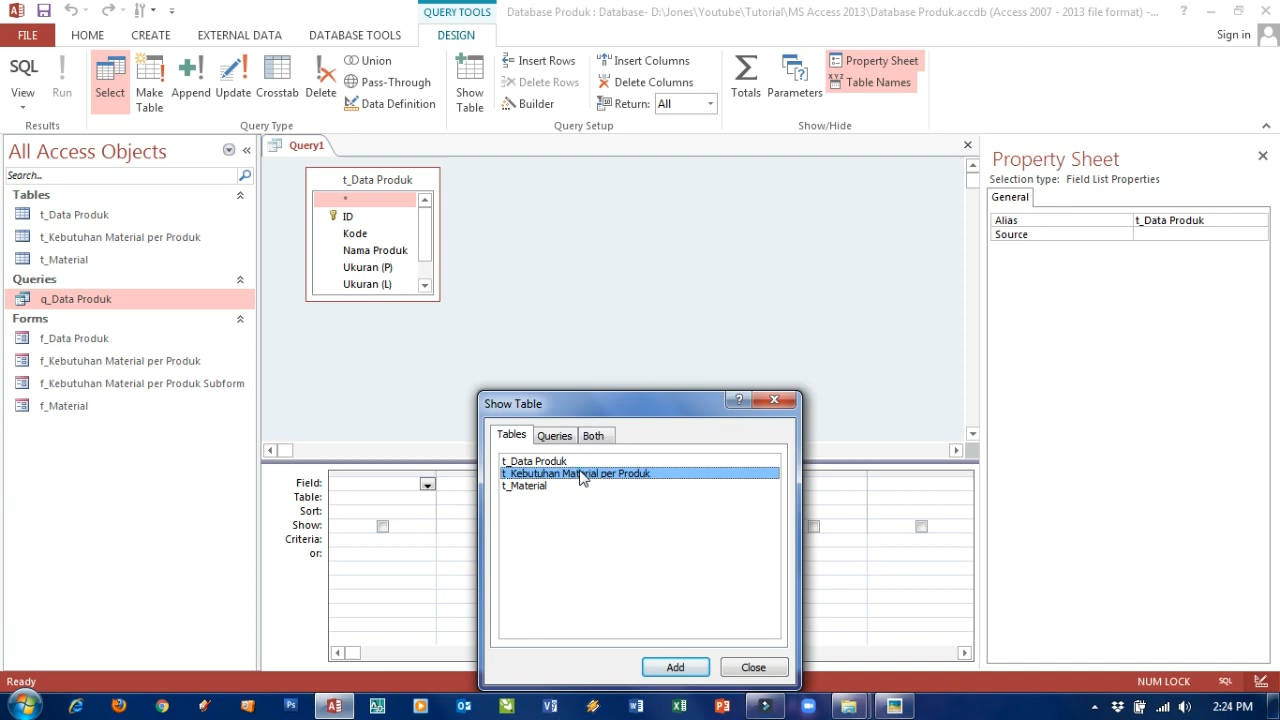 QUERY TOOLS
Database Produk : Database- D:\Jones\Youtube\Tutorial\MS Access 2013\Database Produk.accdb (Access 2007 - 2013 file format) -...
FILE HOME CREATE EXTERNAL DATA DATABASE TOOLS DESIGN Sign in
SQL
View
Run
Select
Make
Table
Append
Update
Crosstab
Delete
Union
Pass-Through
Data Definition
Show
Table
Insert Rows
Delete Rows
Builder
Insert Columns
Delete Columns
Return: All
Totals
Parameters
Property Sheet
XYZ Table Names
Results
Query Type
Query Setup
Show/Hide
All Access Objects
Search...
Tables
t_Data Produk
t_Kebutuhan Material per Produk
t_Material
Queries
q_Data Produk
Forms
f_Data Produk
f_Kebutuhan Material per Produk
f_Kebutuhan Material per Produk Subform
f_Material
Query1
t_Data Produk
*
ID
Kode
Nama Produk
Ukuran (P)
Ukuran (L)
Field:
Table:
Sort:
Show:
Criteria:
or:
Show Table
Tables Queries Both
t_Data Produk
t_Kebutuhan Material per Produk
t_Material
Add Close
Property Sheet
Selection type: Field List Properties
General
Alias t_Data Produk
Source
Ready
NUM LOCK
SQL
2:24 PM